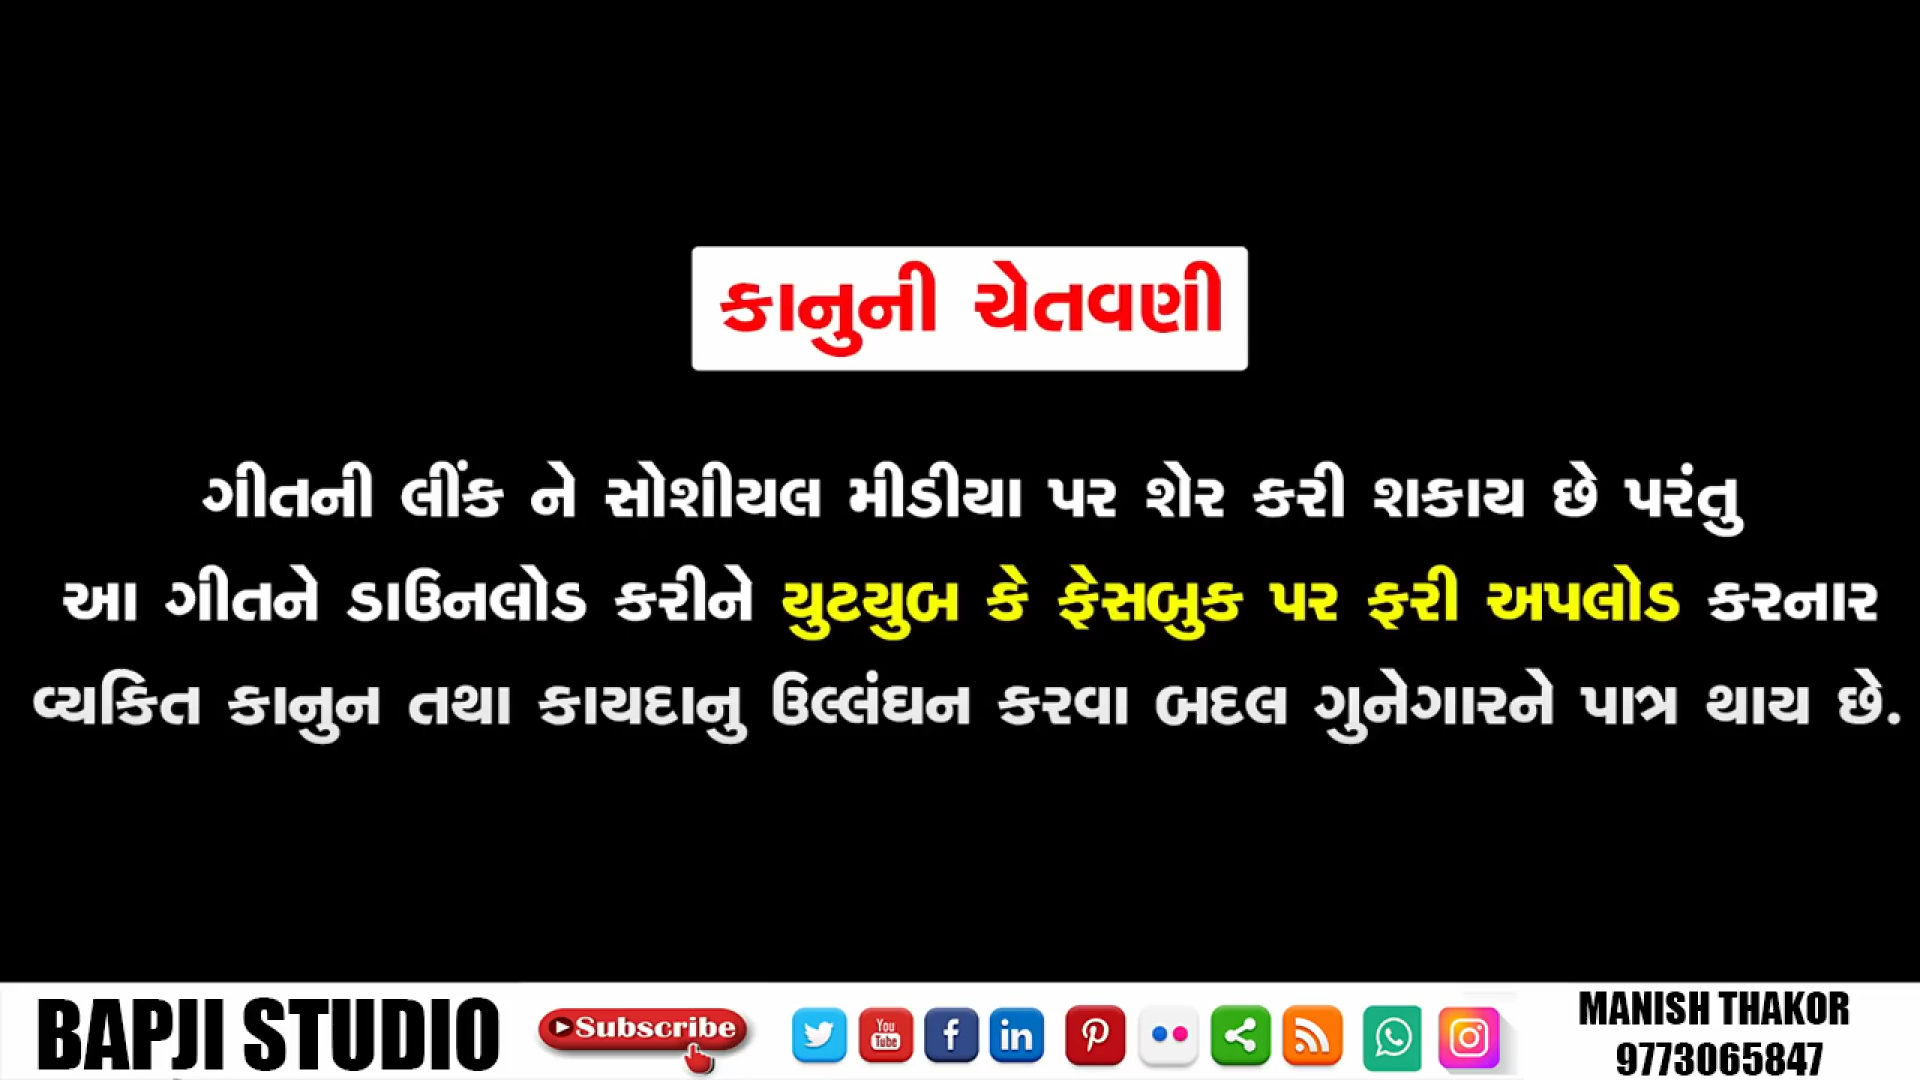 કાનુની ચેતવણી
ગીતની લીંક ને સોશીયલ મીડીયા પર શેર કરી શકાય છે પરંતુ
આ ગીતને ડાઉનલોડ કરીને યુટયુબ કે ફેસબુક પર ફરી અપલોડ કરનાર
વ્યકિત કાનુન તથા કાયદાનુ ઉલ્લંઘન કરવા બદલ ગુનેગારને પાત્ર થાય છે.
BAPJI STUDIO
Subscribe
You Tube
MANISH THAKOR
9773065847